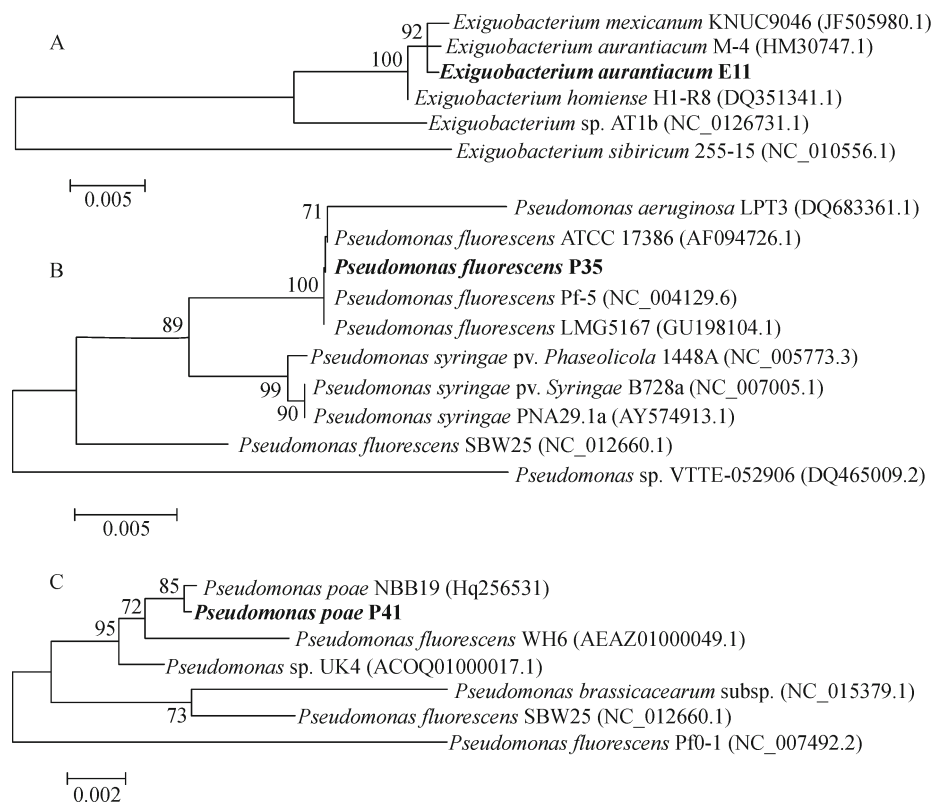 A
Exiguobacterium mexicanum KNUC9046 (JF505980.1)
92
Exiguobacterium aurantiacum M-4 (HM30747.1)
100
Exiguobacterium aurantiacum E11
Exiguobacterium homiense H1-R8 (DQ351341.1)
Exiguobacterium sp. AT1b (NC_0126731.1)
Exiguobacterium sibiricum 255-15 (NC_010556.1)
0.005
B
71
Pseudomonas aeruginosa LPT3 (DQ683361.1)
Pseudomonas fluorescens ATCC 17386 (AF094726.1)
Pseudomonas fluorescens P35
100
Pseudomonas fluorescens Pf-5 (NC_004129.6)
89
Pseudomonas fluorescens LMG5167 (GU198104.1)
Pseudomonas syringae pv. Phaseolicola 1448A (NC_005773.3)
99
Pseudomonas syringae pv. Syringae B728a (NC_007005.1)
90
Pseudomonas syringae PNA29.1a (AY574913.1)
Pseudomonas fluorescens SBW25 (NC_012660.1)
Pseudomonas sp. VTTE-052906 (DQ465009.2)
0.005
C
85
Pseudomonas poae NBB19 (Hq256531)
72
Pseudomonas poae P41
95
Pseudomonas fluorescens WH6 (AEAZ01000049.1)
Pseudomonas sp. UK4 (ACOQ01000017.1)
Pseudomonas brassicacearum subsp. (NC_015379.1)
73
Pseudomonas fluorescens SBW25 (NC_012660.1)
Pseudomonas fluorescens Pf0-1 (NC_007492.2)
0.002